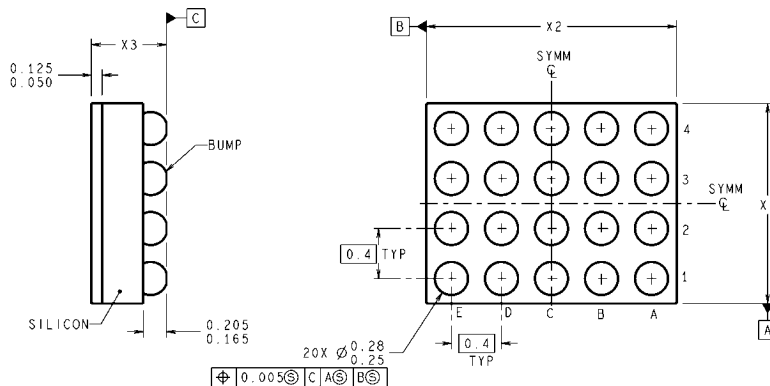 X3
C
0.125
0.050
BUMP
SILICON
0.205
0.165
B
X2
SYMM
℄
4
3
SYMM
℄
X
2
0.4 TYP
1
E D C B A
A
20X ⌀ 0.28
0.25
0.4
TYP
⌖ 0.005Ⓢ C AⓈ BⓈ